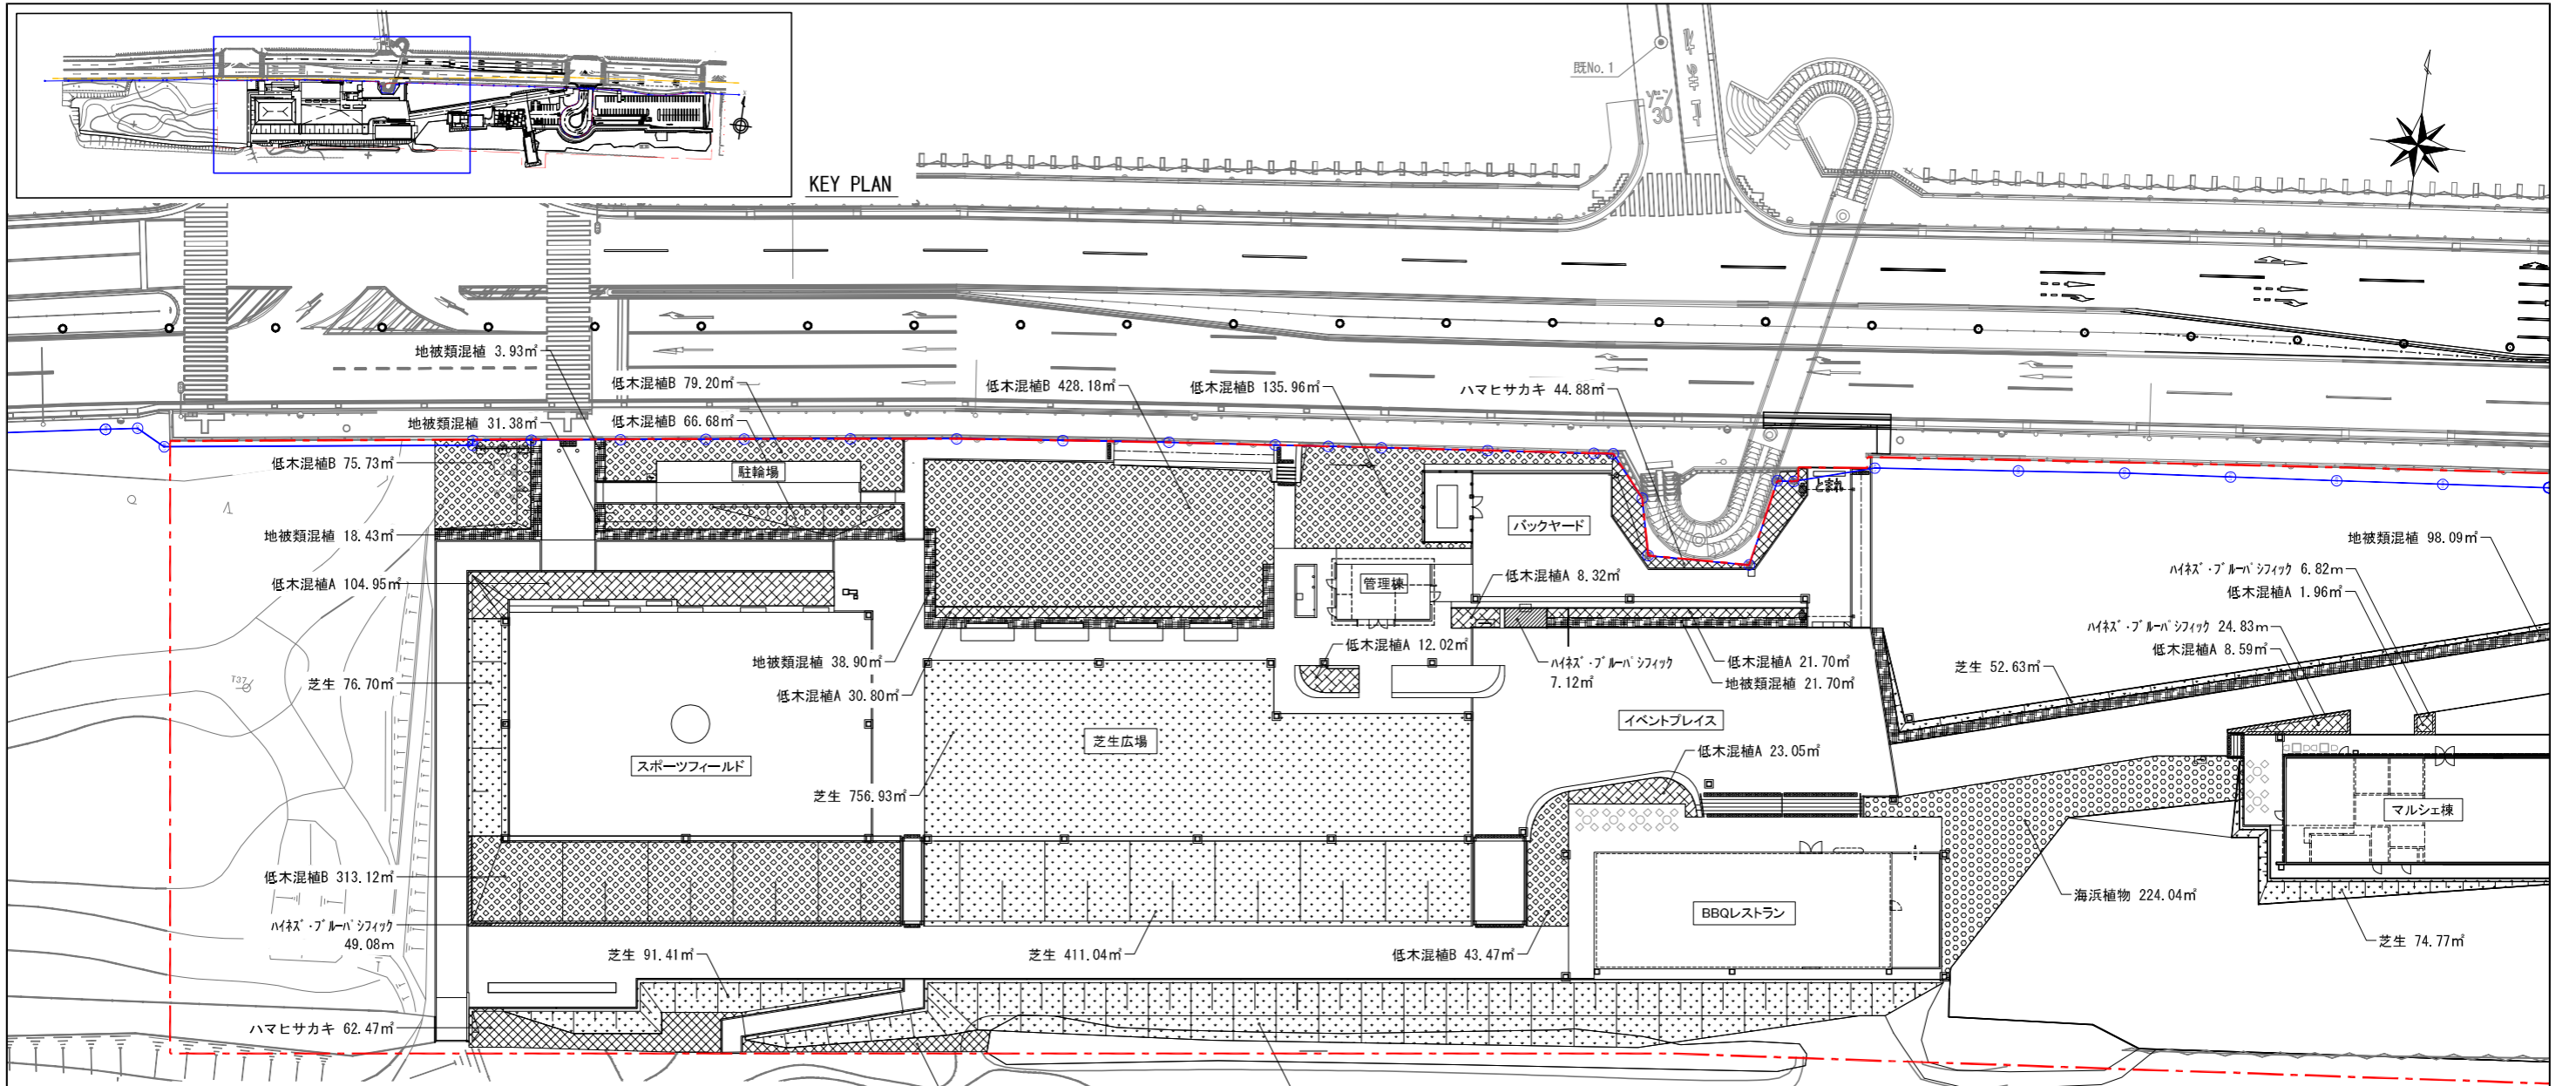 KEY PLAN
既No.1
ゾーン
30
地被類混植 3.93㎡
低木混植B 79.20㎡
低木混植B 428.18㎡
低木混植B 135.96㎡
ハマヒサカキ 44.88㎡
地被類混植 31.38㎡
低木混植B 66.68㎡
低木混植B 75.73㎡
駐輪場
とまれ
バックヤード
地被類混植 18.43㎡
地被類混植 98.09㎡
低木混植A 104.95㎡
管理棟
低木混植A 8.32㎡
ハイネズ・ブルーパシフィック 6.82m
低木混植A 1.96㎡
ハイネズ・ブルーパシフィック 24.83m
低木混植A 8.59㎡
低木混植A 12.02㎡
地被類混植 38.90㎡
ハイネズ・ブルーパシフィック
7.12㎡
低木混植A 21.70㎡
地被類混植 21.70㎡
芝生 52.63㎡
T37
芝生 76.70㎡
低木混植A 30.80㎡
イベントプレイス
芝生広場
スポーツフィールド
低木混植A 23.05㎡
芝生 756.93㎡
マルシェ棟
低木混植B 313.12㎡
海浜植物 224.04㎡
BBQレストラン
ハイネズ・ブルーパシフィック
49.08m
芝生 91.41㎡
芝生 411.04㎡
低木混植B 43.47㎡
芝生 74.77㎡
ハマヒサカキ 62.47㎡